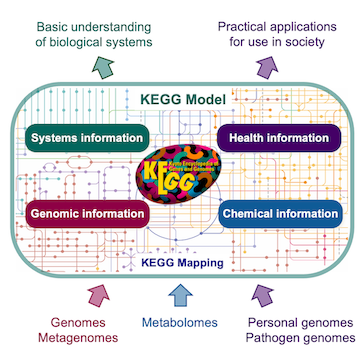 Basic understanding
of biological systems
Practical applications
for use in society
KEGG Model
Systems information
Health information
Kyoto Encyclopedia of
Genes and Genomes
KEGG
Genomic information
Chemical information
KEGG Mapping
Genomes
Metagenomes
Metabolomes
Personal genomes
Pathogen genomes